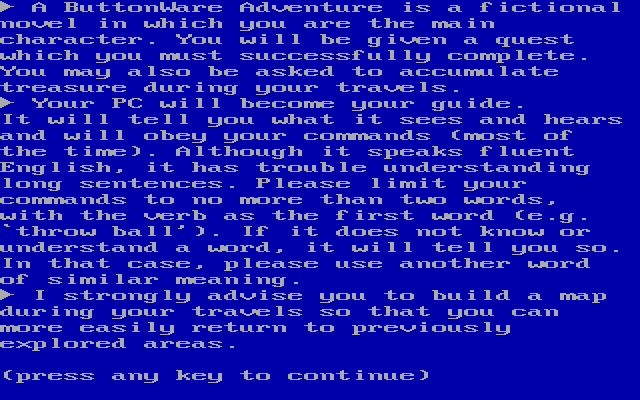 ► A ButtonWare Adventure is a fictional
novel in which you are the main
character. You will be given a quest
which you must successfully complete.
You may also be asked to accumulate
treasure during your travels.
► Your PC will become your guide.
It will tell you what it sees and hears
and will obey your commands (most of
the time). Although it speaks fluent
English, it has trouble understanding
long sentences. Please limit your
commands to no more than two words,
with the verb as the first word (e.g.
`throw ball'). If it does not know or
understand a word, it will tell you so.
In that case, please use another word
of similar meaning.
► I strongly advise you to build a map
during your travels so that you can
more easily return to previously
explored areas.
(press any key to continue)